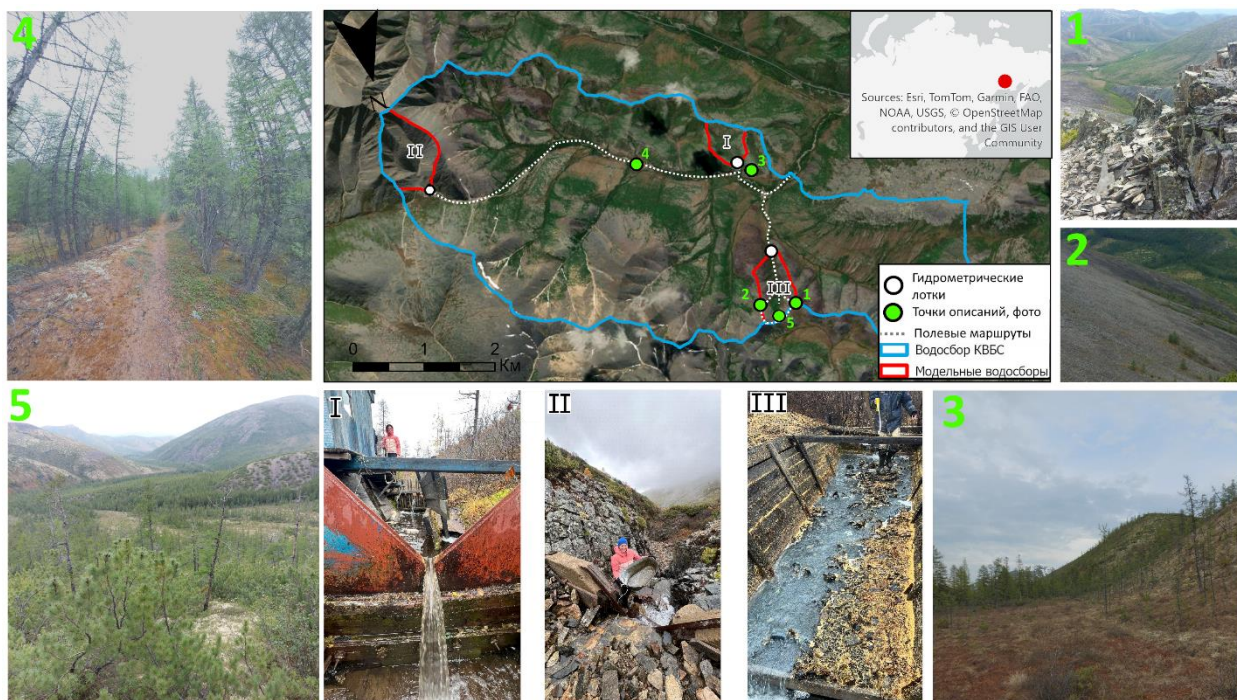 4
N
II
4
I
3
2
III
1
5
0 1 2
Км
Sources: Esri, TomTom, Garmin, FAO,
NOAA, USGS, © OpenStreetMap
contributors, and the GIS User
Community
Гидрометрические
лотки
Точки описаний, фото
Полевые маршруты
Водосбор КВБС
Модельные водосборы
1
2
5
I
II
III
3